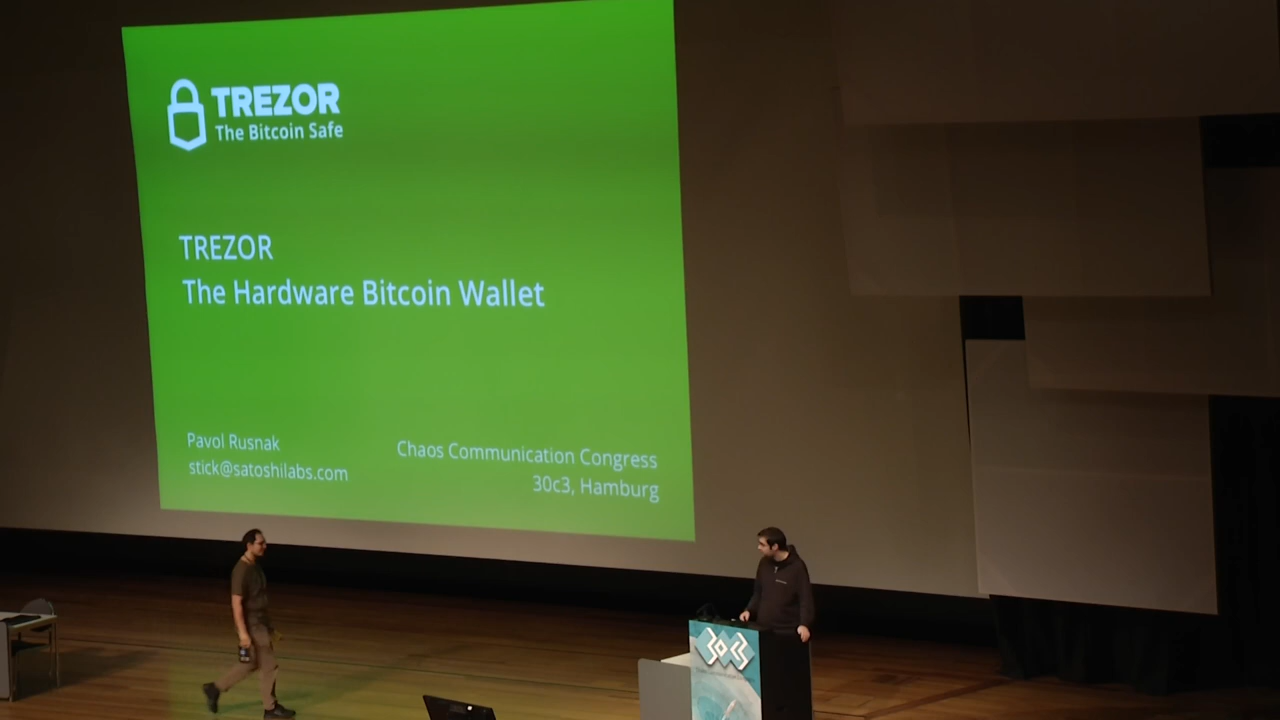 TREZOR
The Bitcoin Safe
TREZOR
The Hardware Bitcoin Wallet
Pavol Rusnak
stick@satoshilabs.com
Chaos Communication Congress
30c3, Hamburg
30C3